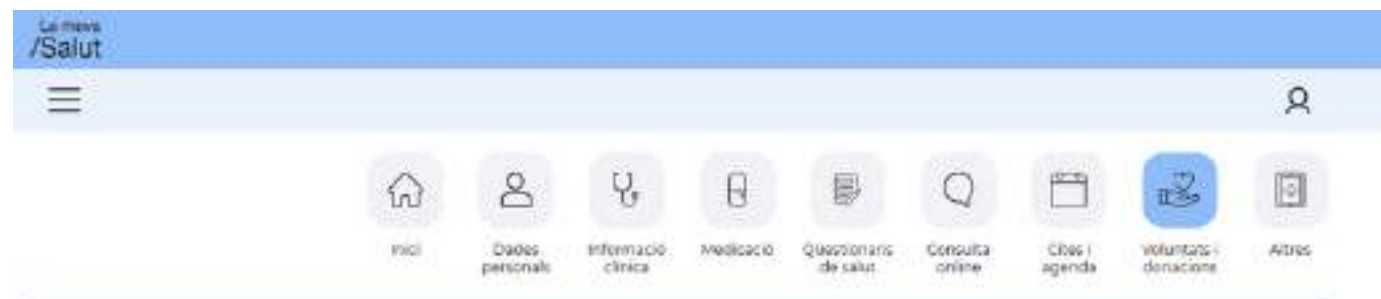 La meva
/Salut
Inici
Dades
personals
Informació
clínica
Medicació
Qüestionaris
de salut
Consulta
online
Cites i
agenda
Voluntats i
donacions
Altres